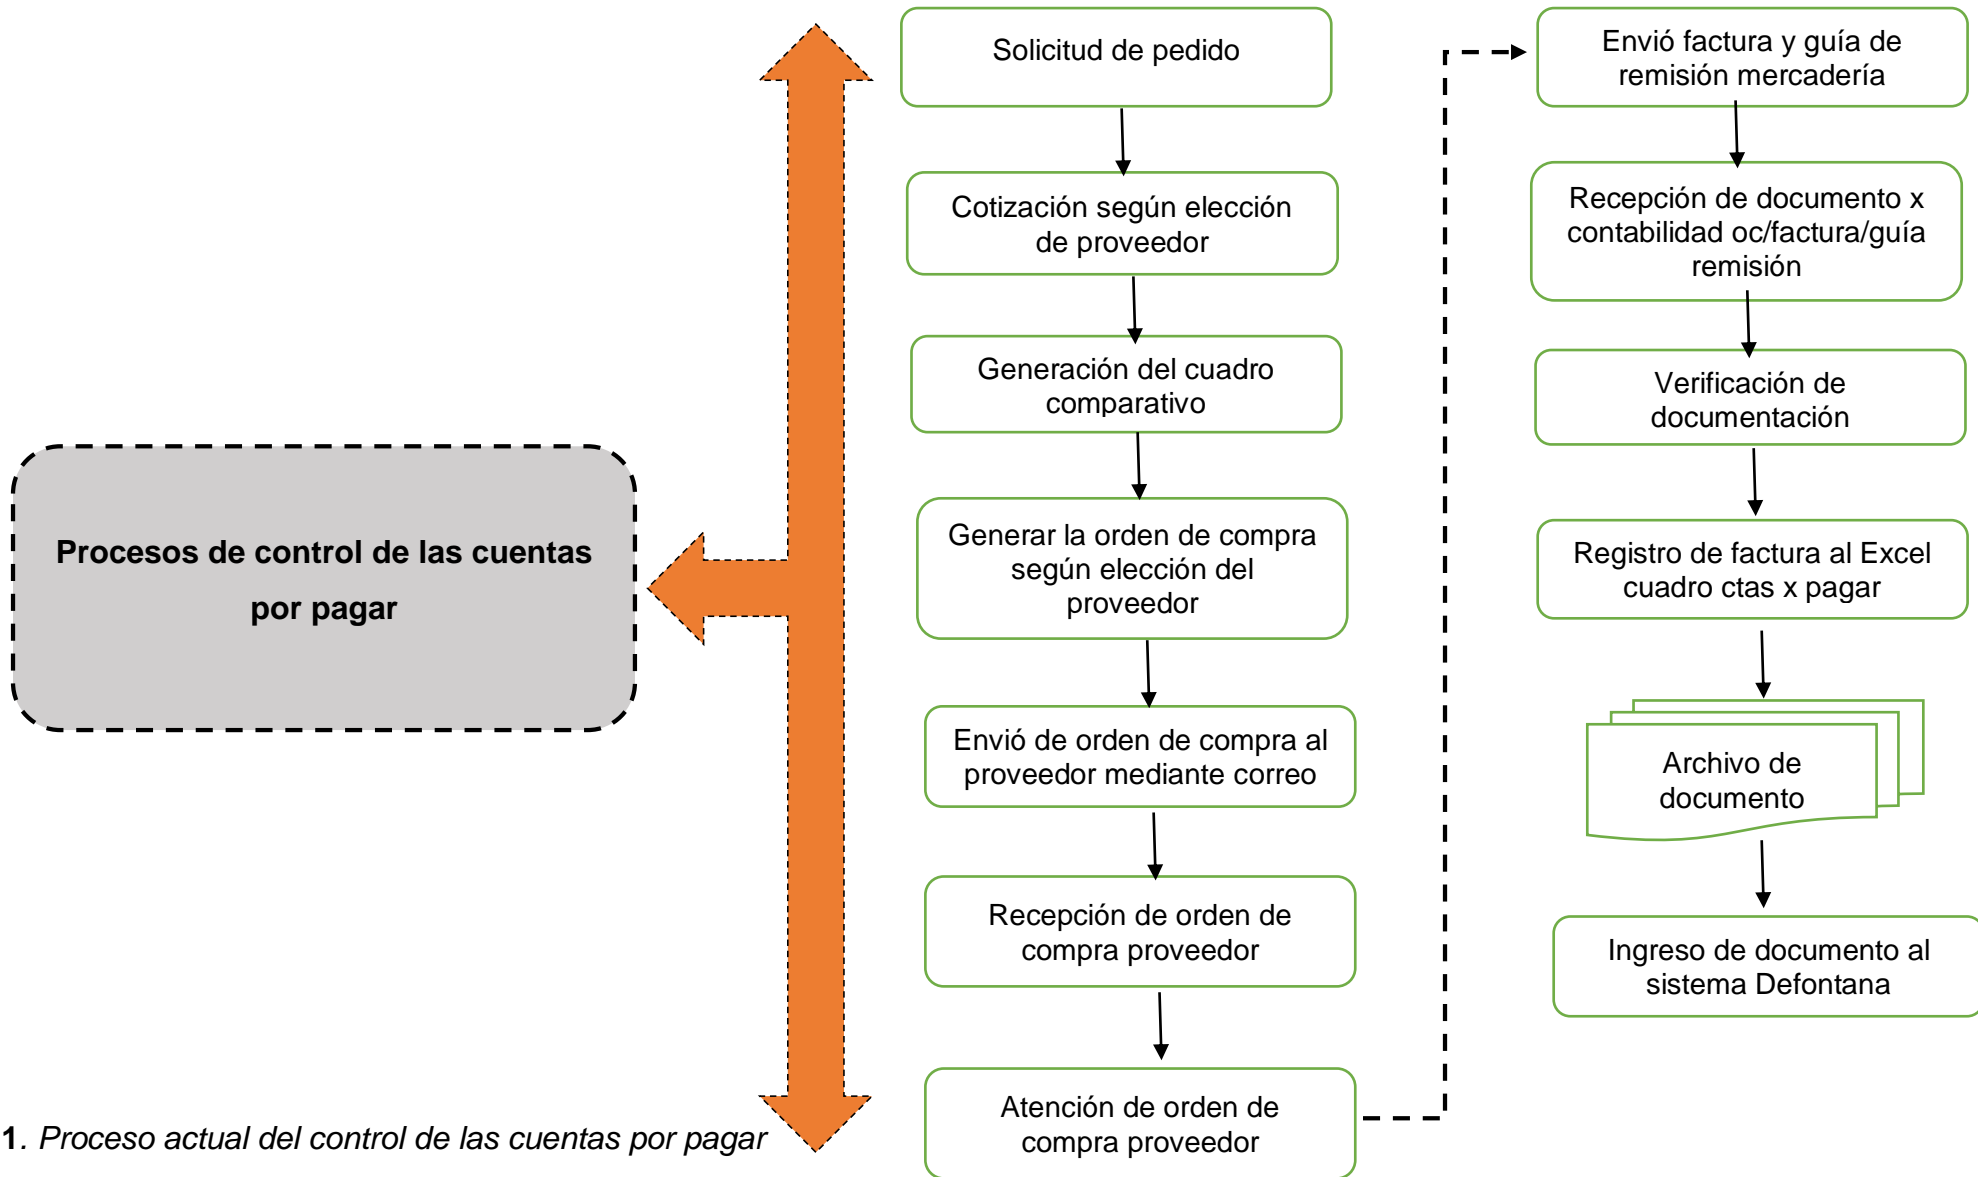 Procesos de control de las cuentas
por pagar
Solicitud de pedido
Cotización según elección
de proveedor
Generación del cuadro
comparativo
Generar la orden de compra
según elección del
proveedor
Envió de orden de compra al
proveedor mediante correo
Recepción de orden de
compra proveedor
Atención de orden de
compra proveedor
Envió factura y guía de
remisión mercadería
Recepción de documento x
contabilidad oc/factura/guía
remisión
Verificación de
documentación
Registro de factura al Excel
cuadro ctas x pagar
Archivo de
documento
Ingreso de documento al
sistema Defontana
1. Proceso actual del control de las cuentas por pagar